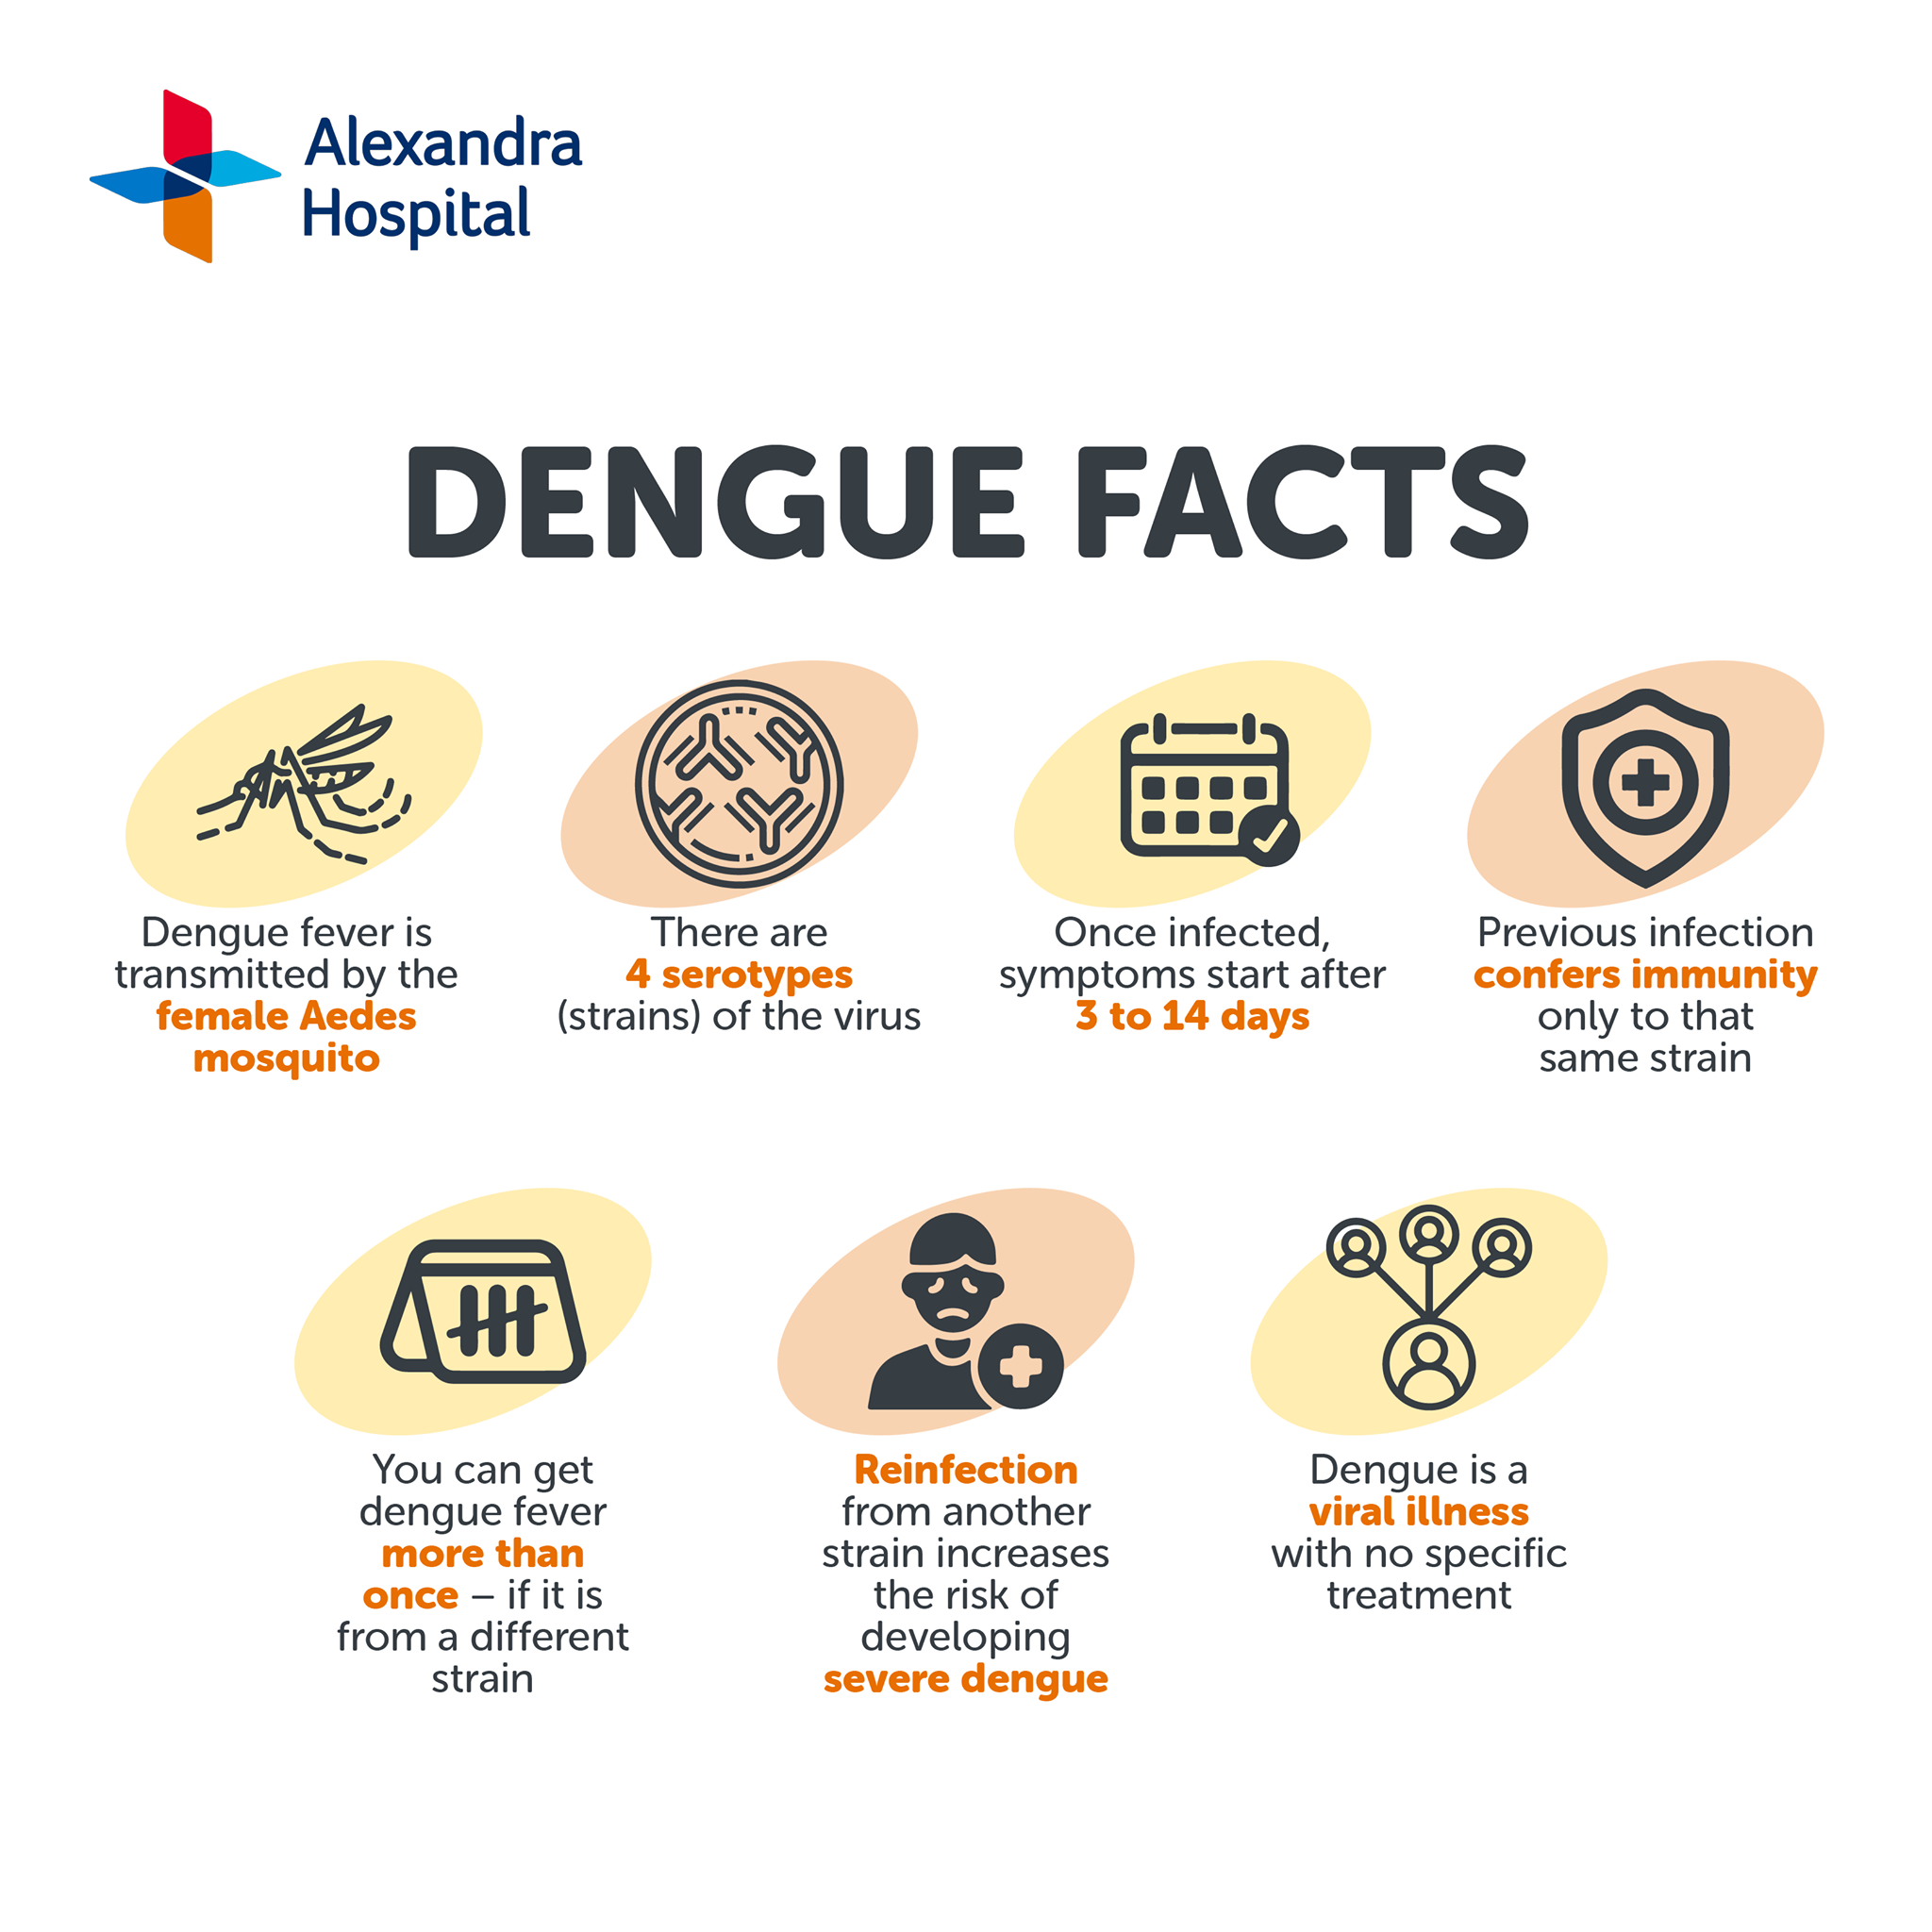 Alexandra
Hospital
DENGUE FACTS
Dengue fever is
transmitted by the
female Aedes
mosquito
There are
4 serotypes
(strains) of the virus
Once infected,
symptoms start after
3 to 14 days
Previous infection
confers immunity
only to that
same strain
You can get
dengue fever
more than
once – if it is
from a different
strain
Reinfection
from another
strain increases
the risk of
developing
severe dengue
Dengue is a
viral illness
with no specific
treatment